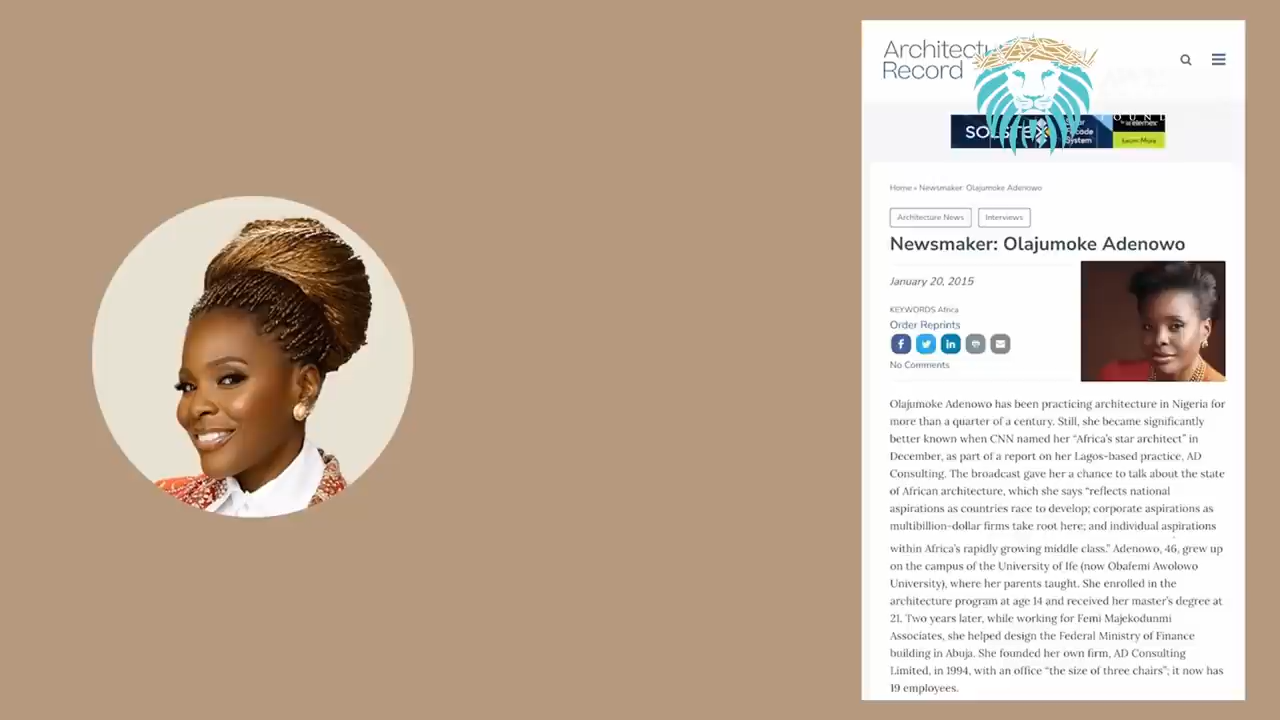 Architectu
Record
SOLSTEX
System
OUND
Learn More
Home » Newsmaker: Olajumoke Adenowo
Architecture News Interviews
Newsmaker: Olajumoke Adenowo
January 20, 2015
KEYWORDS Africa
Order Reprints
No Comments
Olajumoke Adenowo has been practicing architecture in Nigeria for
more than a quarter of a century. Still, she became significantly
better known when CNN named her “Africa’s star architect” in
December, as part of a report on her Lagos-based practice, AD
Consulting. The broadcast gave her a chance to talk about the state
of African architecture, which she says “reflects national
aspirations as countries race to develop; corporate aspirations as
multibillion-dollar firms take root here; and individual aspirations
within Africa’s rapidly growing middle class.” Adenowo, 46, grew up
on the campus of the University of Ife (now Obafemi Awolowo
University), where her parents taught. She enrolled in the
architecture program at age 14 and received her master’s degree at
21. Two years later, while working for Femi Majekodunmi
Associates, she helped design the Federal Ministry of Finance
building in Abuja. She founded her own firm, AD Consulting
Limited, in 1994, with an office “the size of three chairs”; it now has
19 employees.